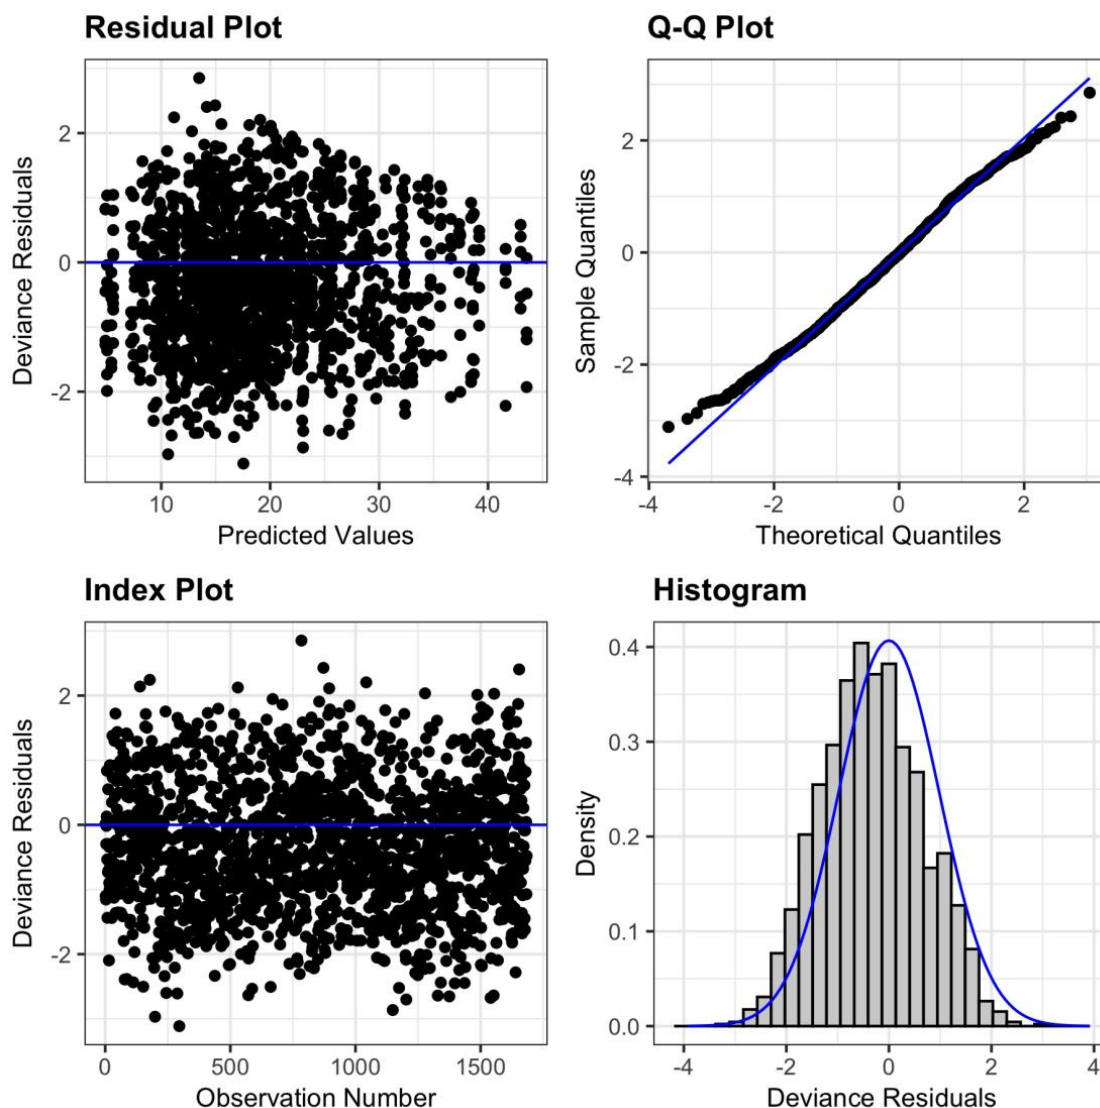 Residual Plot
Deviance Residuals
2
0
-2
10 20 30 40
Predicted Values
Q-Q Plot
Sample Quantiles
2
0
-2
-4
-4 -2 0 2
Theoretical Quantiles
Index Plot
Deviance Residuals
2
0
-2
0 500 1000 1500
Observation Number
Histogram
Density
0.4
0.3
0.2
0.1
0.0
-4 -2 0 2 4
Deviance Residuals